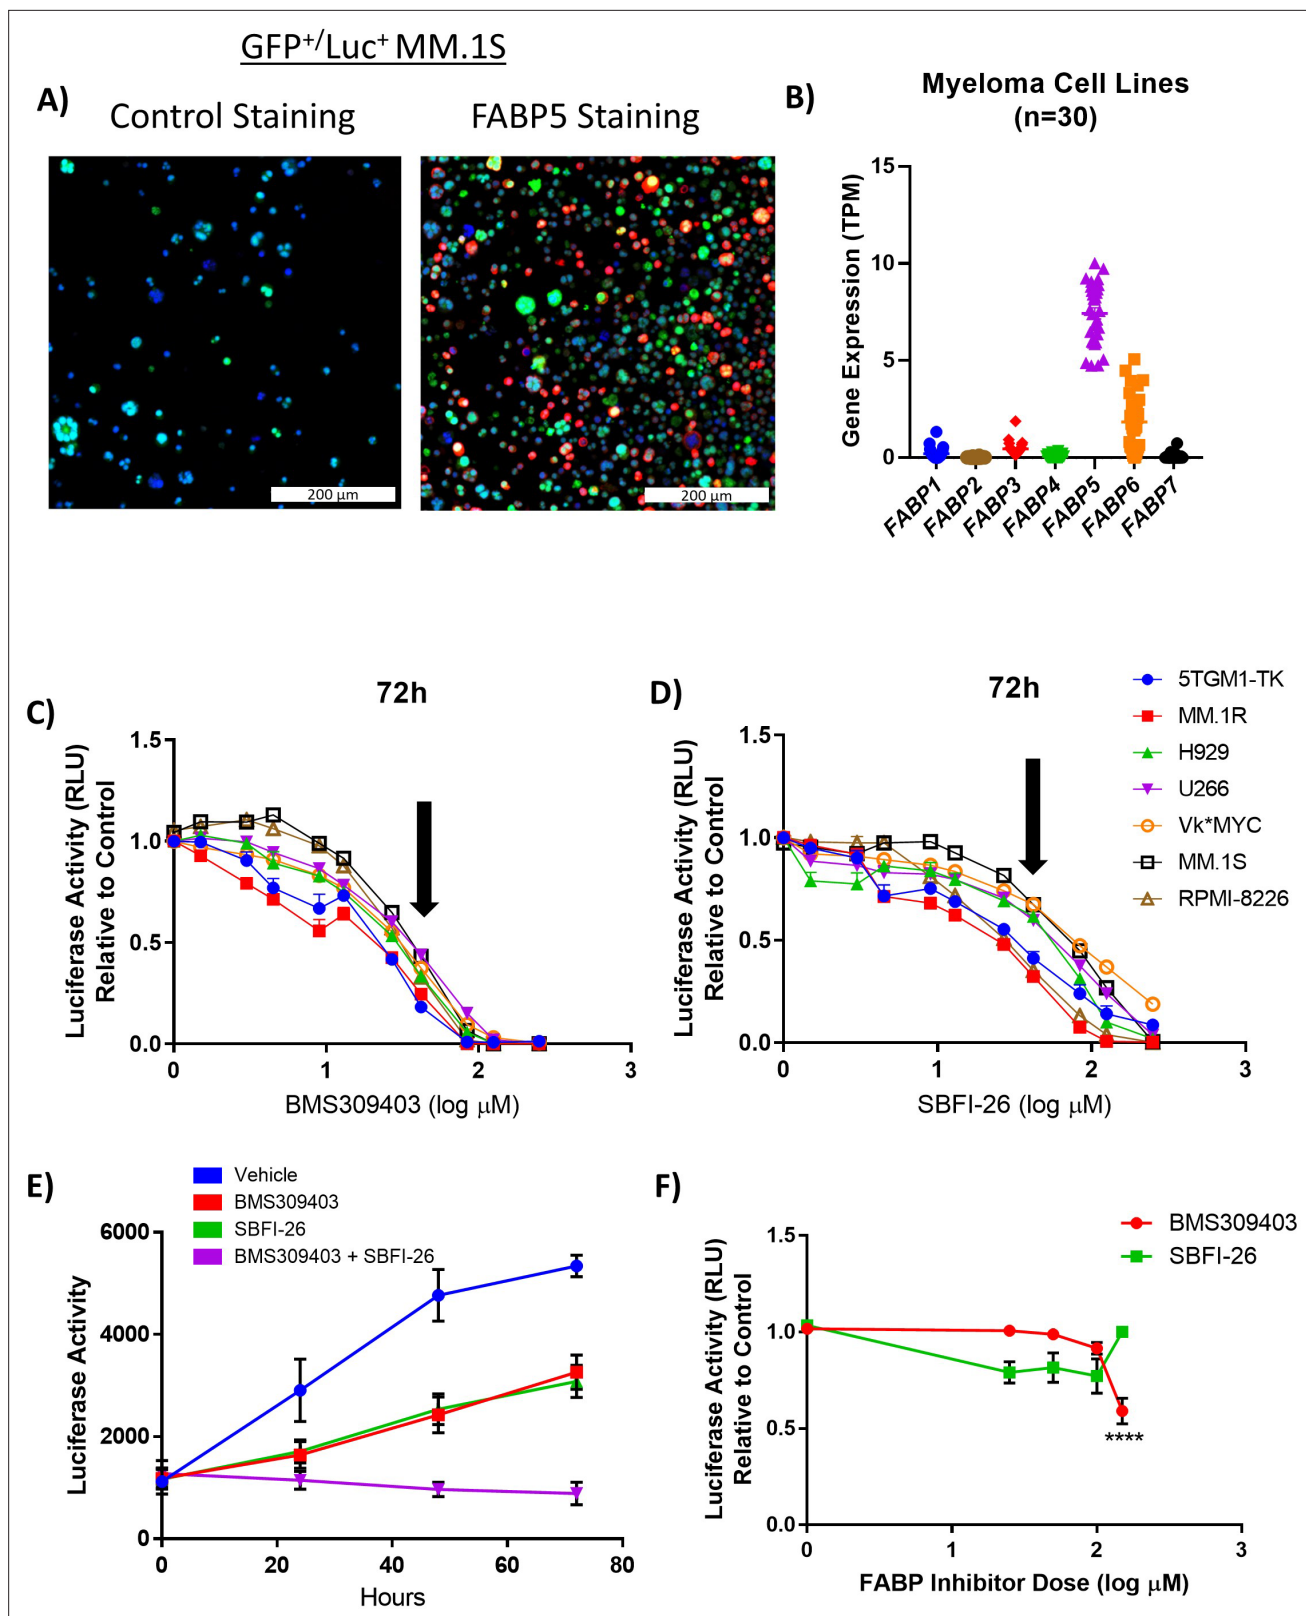 GFP+/Luc+ MM.1S
A)
Control Staining
FABP5 Staining
200 µm
200 µm
B)
Myeloma Cell Lines
(n=30)
Gene Expression (TPM)
15
10
5
0
FABP1
FABP2
FABP3
FABP4
FABP5
FABP6
FABP7
C)
72h
Luciferase Activity (RLU)
Relative to Control
1.5
1.0
0.5
0.0
0
1
2
3
BMS309403 (log µM)
D)
72h
Luciferase Activity (RLU)
Relative to Control
1.5
1.0
0.5
0.0
0
1
2
3
SBFI-26 (log µM)
5TGM1-TK
MM.1R
H929
U266
Vk*MYC
MM.1S
RPMI-8226
E)
Vehicle
BMS309403
SBFI-26
BMS309403 + SBFI-26
Luciferase Activity
6000
4000
2000
0
0
20
40
60
80
Hours
F)
BMS309403
SBFI-26
Luciferase Activity (RLU)
Relative to Control
1.5
1.0
0.5
0.0
****
0
1
2
3
FABP Inhibitor Dose (log µM)